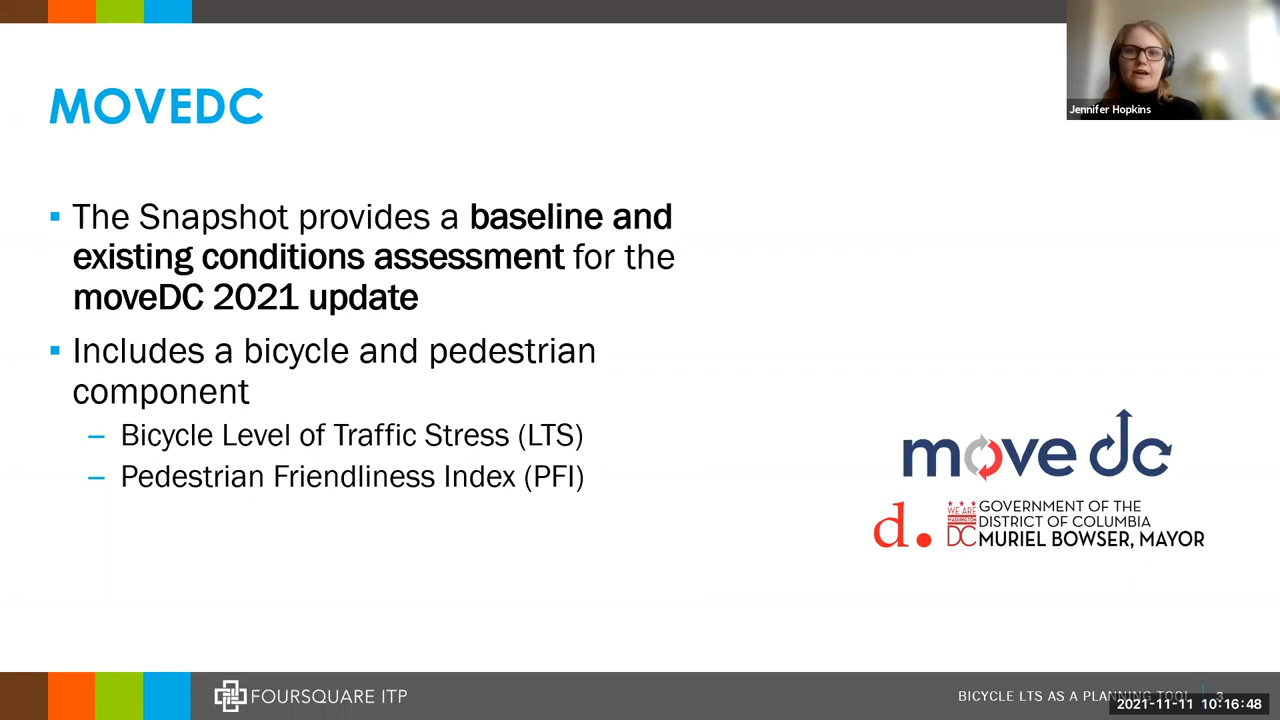 MOVEDC
Jennifer Hopkins
▪ The Snapshot provides a baseline and
existing conditions assessment for the
moveDC 2021 update
▪ Includes a bicycle and pedestrian
component
– Bicycle Level of Traffic Stress (LTS)
– Pedestrian Friendliness Index (PFI)
move dc
d.
WE ARE
WASHINGTON
DC
GOVERNMENT OF THE
DISTRICT OF COLUMBIA
MURIEL BOWSER, MAYOR
FOURSQUARE ITP
BICYCLE LTS AS A PLANNING TOOL 3
2021-11-11 10:16:48